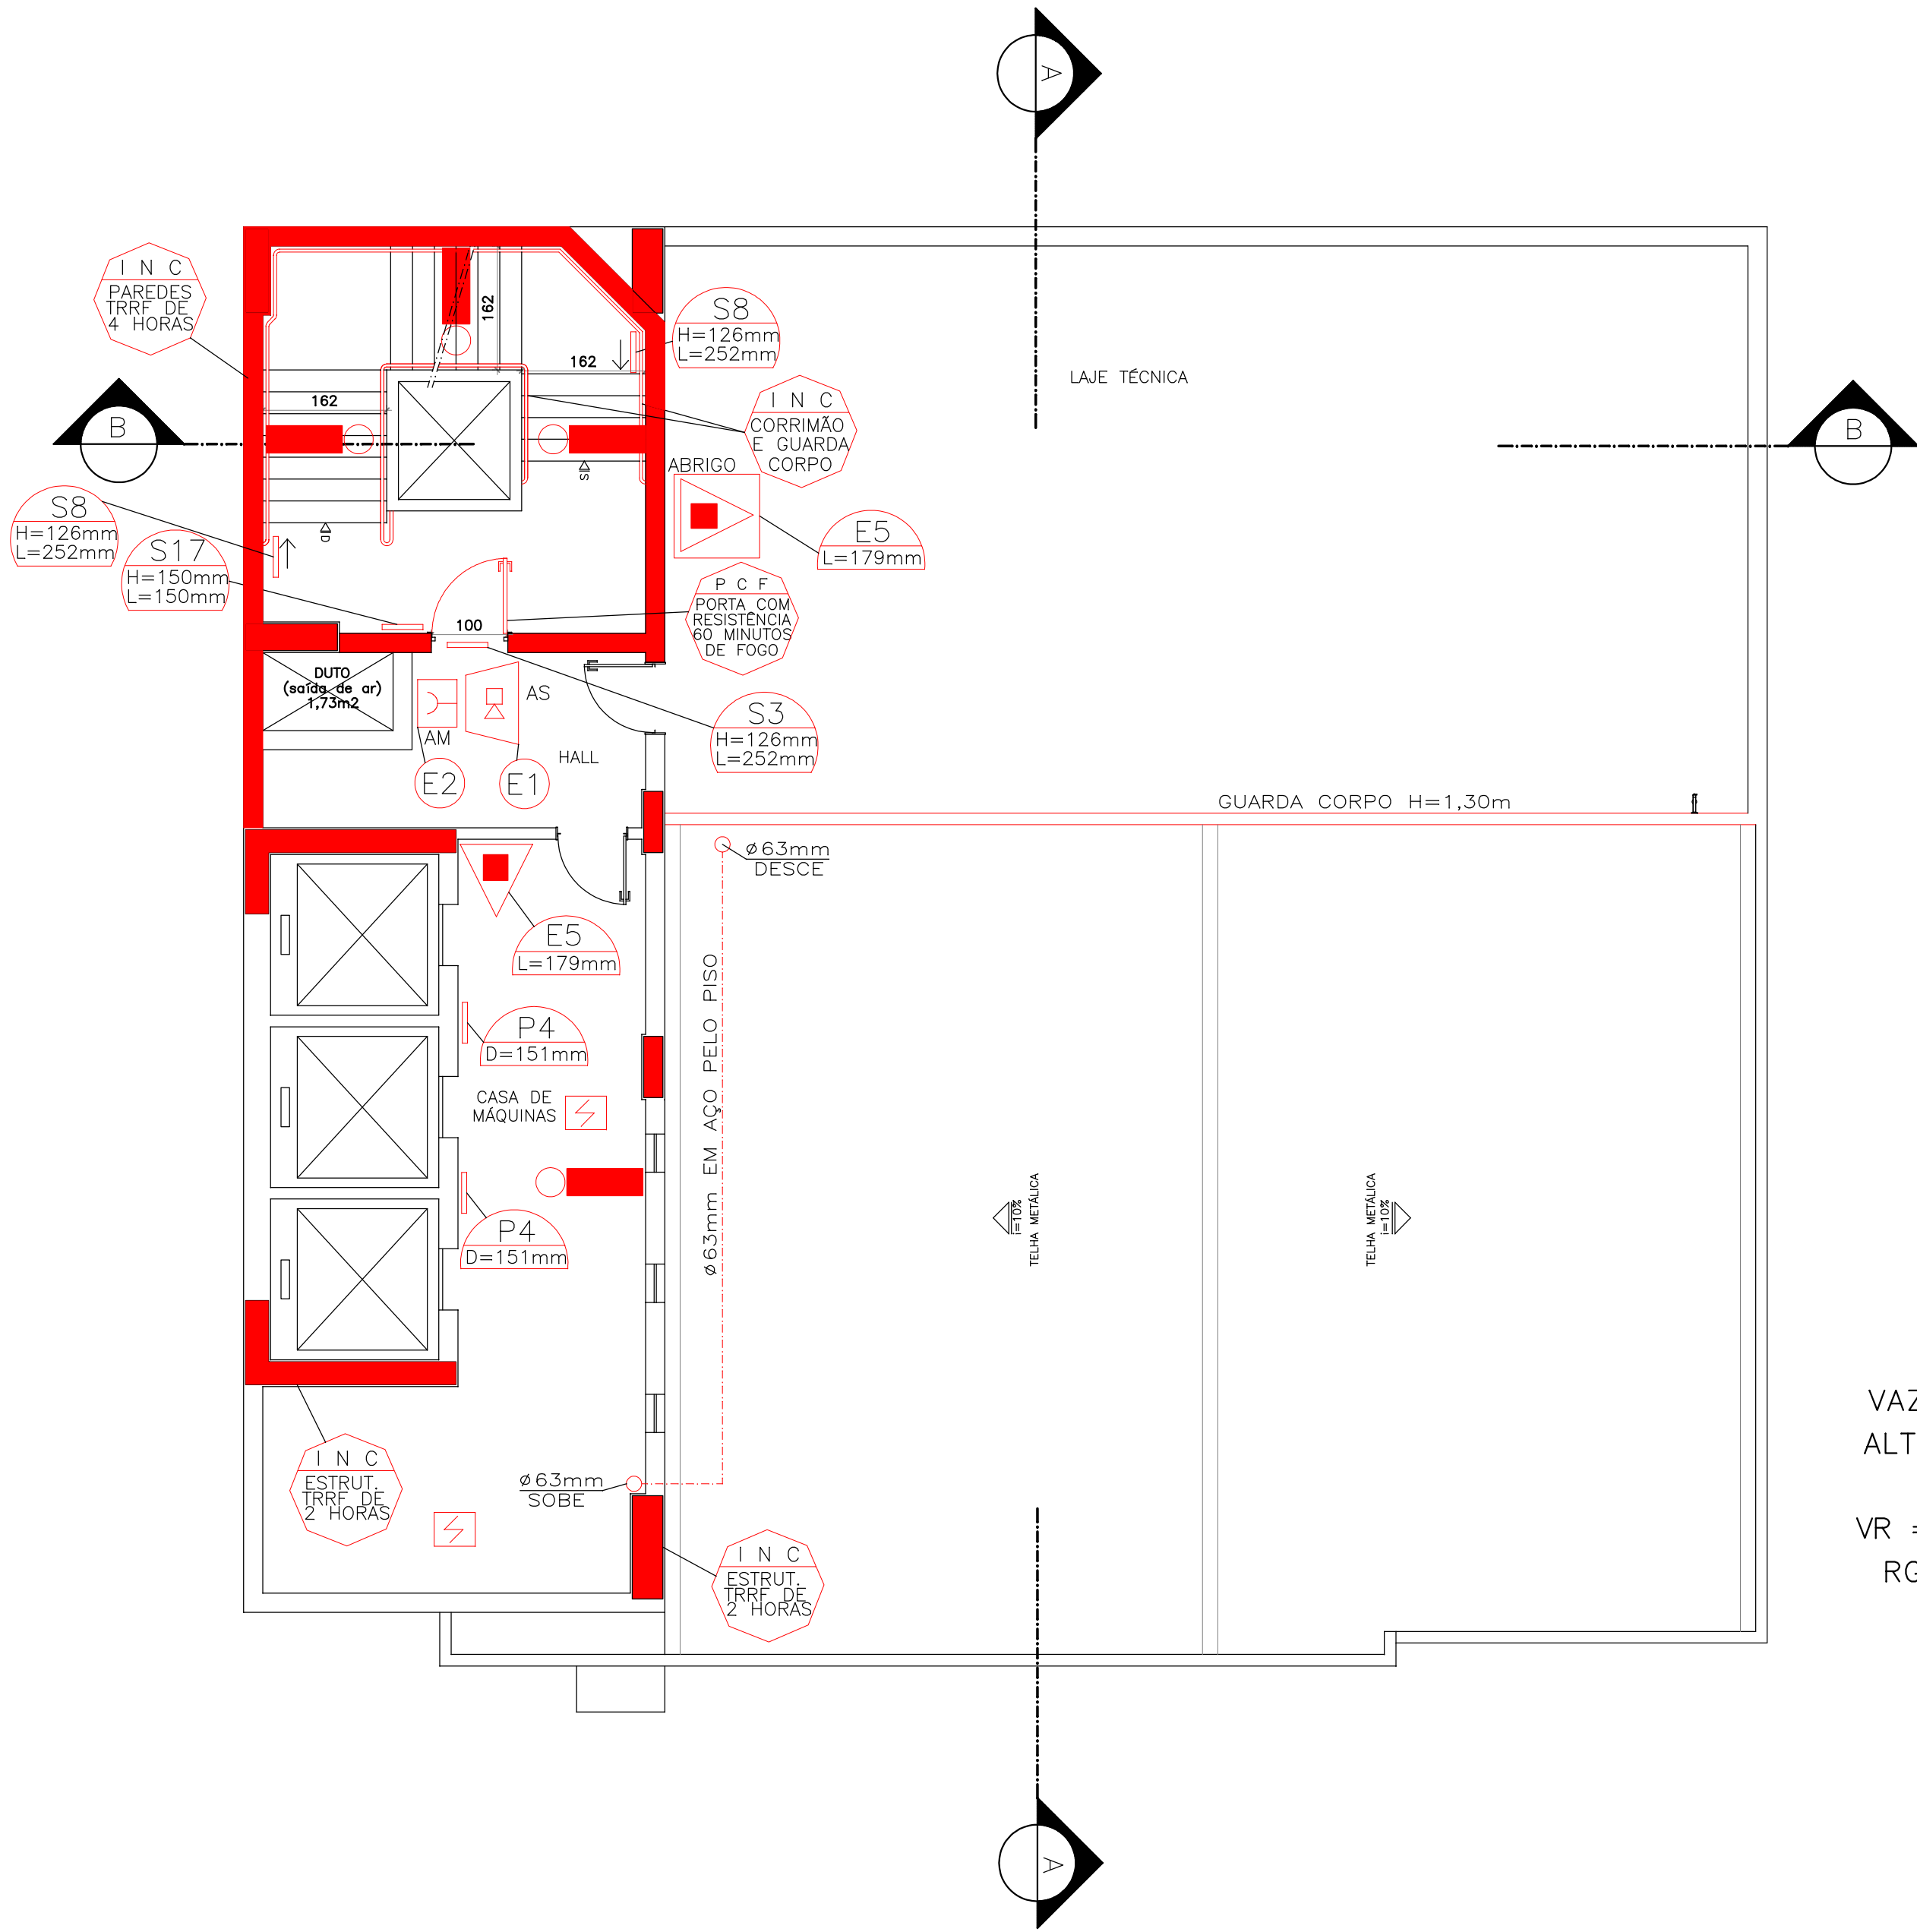 A
I N C
PAREDES
TRRF DE
4 HORAS
162
162
162
S8
H=126mm
L=252mm
LAJE TÉCNICA
I N C
CORRIMÃO
E GUARDA
CORPO
B
B
ABRIGO
S
D
S8
H=126mm
L=252mm
S17
H=150mm
L=150mm
E5
L=179mm
P C F
PORTA COM
RESISTÊNCIA
60 MINUTOS
DE FOGO
100
DUTO
(saída de ar)
1,73m2
AS
AM
HALL
E2
E1
S3
H=126mm
L=252mm
GUARDA CORPO H=1,30m
ø63mm
DESCE
E5
L=179mm
P4
D=151mm
CASA DE
MÁQUINAS
ø63mm EM AÇO PELO PISO
P4
D=151mm
i=10%
TELHA METÁLICA
TELHA METÁLICA
i=10%
I N C
ESTRUT.
TRRF DE
2 HORAS
ø63mm
SOBE
I N C
ESTRUT.
TRRF DE
2 HORAS
VAZ
ALT
VR =
RG
A